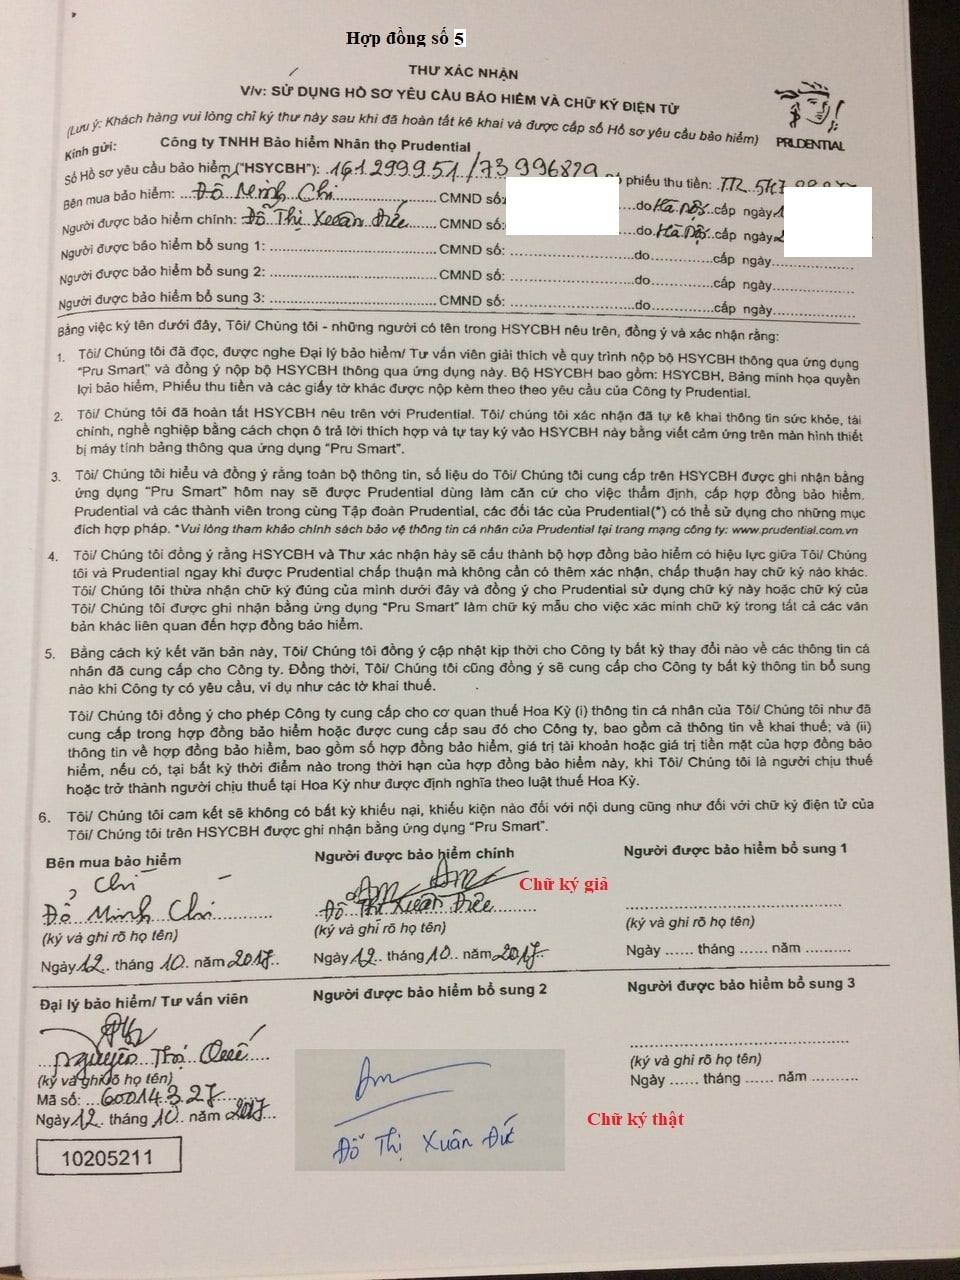 Hợp đồng số 5
THƯ XÁC NHẬN
V/v: SỬ DỤNG HỒ SƠ YÊU CẦU BẢO HIỂM VÀ CHỮ KÝ ĐIỆN TỬ
(Lưu ý: Khách hàng vui lòng chỉ ký thư này sau khi đã hoàn tất kê khai và được cấp số Hồ sơ yêu cầu bảo hiểm)
PRUDENTIAL
Kính gửi: Công ty TNHH Bảo hiểm Nhân thọ Prudential
Số Hồ sơ yêu cầu bảo hiểm ("HSYCBH"): 161.299.9.51/73996829 phiếu thu tiền:
Bên mua bảo hiểm: Đỗ Minh Chi CMND số: do Hà Nội cấp ngày
Người được bảo hiểm chính: Đỗ Thị Xuân Đức CMND số: do Hà Nội cấp ngày
Người được bảo hiểm bổ sung 1: CMND số: do cấp ngày
Người được bảo hiểm bổ sung 2: CMND số: do cấp ngày
Người được bảo hiểm bổ sung 3: CMND số: do cấp ngày
Bằng việc ký tên dưới đây, Tôi/ Chúng tôi - những người có tên trong HSYCBH nêu trên, đồng ý và xác nhận rằng:
1. Tôi/ Chúng tôi đã đọc, được nghe Đại lý bảo hiểm/ Tư vấn viên giải thích về quy trình nộp bộ HSYCBH thông qua ứng dụng
"Pru Smart" và đồng ý nộp bộ HSYCBH thông qua ứng dụng này. Bộ HSYCBH bao gồm: HSYCBH, Bảng minh họa quyền
lợi bảo hiểm, Phiếu thu tiền và các giấy tờ khác được nộp kèm theo theo yêu cầu của Công ty Prudential.
2. Tôi/ Chúng tôi đã hoàn tất HSYCBH nêu trên với Prudential. Tôi/ chúng tôi xác nhận đã tự kê khai thông tin sức khỏe, tài
chính, nghề nghiệp bằng cách chọn ô trả lời thích hợp và tự tay ký vào HSYCBH này bằng viết cảm ứng trên màn hình thiết
bị máy tính bảng thông qua ứng dụng "Pru Smart".
3. Tôi/ Chúng tôi hiểu và đồng ý rằng toàn bộ thông tin, số liệu do Tôi/ Chúng tôi cung cấp trên HSYCBH được ghi nhận bằng
ứng dụng "Pru Smart" hôm nay sẽ được Prudential dùng làm căn cứ cho việc thẩm định, cấp hợp đồng bảo hiểm.
Prudential và các thành viên trong cùng Tập đoàn Prudential, các đối tác của Prudential(*) có thể sử dụng cho những mục
đích hợp pháp. *Vui lòng tham khảo chính sách bảo vệ thông tin cá nhân của Prudential tại trang mạng công ty: www.prudential.com.vn
4. Tôi/ Chúng tôi đồng ý rằng HSYCBH và Thư xác nhận này sẽ cấu thành bộ hợp đồng bảo hiểm có hiệu lực giữa Tôi/ Chúng
tôi và Prudential ngay khi được Prudential chấp thuận mà không cần có thêm xác nhận, chấp thuận hay chữ ký nào khác.
Tôi/ Chúng tôi thừa nhận chữ ký đúng của mình dưới đây và đồng ý cho Prudential sử dụng chữ ký này hoặc chữ ký của
Tôi/ Chúng tôi được ghi nhận bằng ứng dụng "Pru Smart" làm chữ ký mẫu cho việc xác minh chữ ký trong tất cả các văn
bản khác liên quan đến hợp đồng bảo hiểm.
5. Bằng cách ký kết văn bản này, Tôi/ Chúng tôi đồng ý cập nhật kịp thời cho Công ty bất kỳ thay đổi nào về các thông tin cá
nhân đã cung cấp cho Công ty. Đồng thời, Tôi/ Chúng tôi cũng đồng ý sẽ cung cấp cho Công ty bất kỳ thông tin bổ sung
nào khi Công ty có yêu cầu, ví dụ như các tờ khai thuế.
Tôi/ Chúng tôi đồng ý cho phép Công ty cung cấp cho cơ quan thuế Hoa Kỳ (i) thông tin cá nhân của Tôi/ Chúng tôi như đã
cung cấp trong hợp đồng bảo hiểm hoặc được cung cấp sau đó cho Công ty, bao gồm cả thông tin về khai thuế; và (ii)
thông tin về hợp đồng bảo hiểm, bao gồm số hợp đồng bảo hiểm, giá trị tài khoản hoặc giá trị tiền mặt của hợp đồng bảo
hiểm, nếu có, tại bất kỳ thời điểm nào trong thời hạn của hợp đồng bảo hiểm này, khi Tôi/ Chúng tôi là người chịu thuế
hoặc trở thành người chịu thuế tại Hoa Kỳ như được định nghĩa theo luật thuế Hoa Kỳ.
6. Tôi/ Chúng tôi cam kết sẽ không có bất kỳ khiếu nại, khiếu kiện nào đối với nội dung cũng như đối với chữ ký điện tử của
Tôi/ Chúng tôi trên HSYCBH được ghi nhận bằng ứng dụng "Pru Smart".
Bên mua bảo hiểm Người được bảo hiểm chính Người được bảo hiểm bổ sung 1
Chi Chữ ký giả
Đỗ Minh Chi Đỗ Thị Xuân Đức
(ký và ghi rõ họ tên) (ký và ghi rõ họ tên) (ký và ghi rõ họ tên)
Ngày 12 tháng 10 năm 2017 Ngày 12 tháng 10 năm 2017 Ngày ...... tháng ...... năm ..........
Đại lý bảo hiểm/ Tư vấn viên Người được bảo hiểm bổ sung 2 Người được bảo hiểm bổ sung 3
Nguyễn Thị Quế
(ký và ghi rõ họ tên) (ký và ghi rõ họ tên)
Mã số: 60014327 Ngày ...... tháng ...... năm ..........
Ngày 12 tháng 10 năm 2017
Chữ ký thật
Đỗ Thị Xuân Đức
10205211